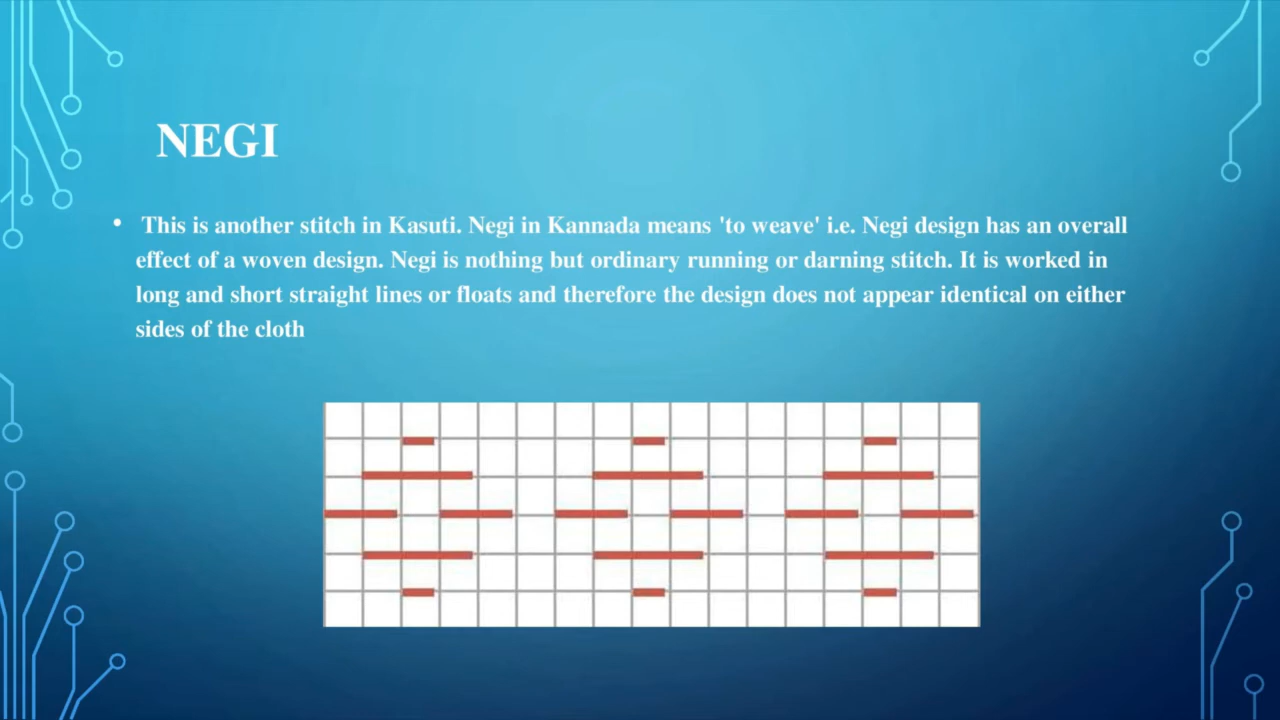 NEGI
• This is another stitch in Kasuti. Negi in Kannada means 'to weave' i.e. Negi design has an overall
effect of a woven design. Negi is nothing but ordinary running or darning stitch. It is worked in
long and short straight lines or floats and therefore the design does not appear identical on either
sides of the cloth